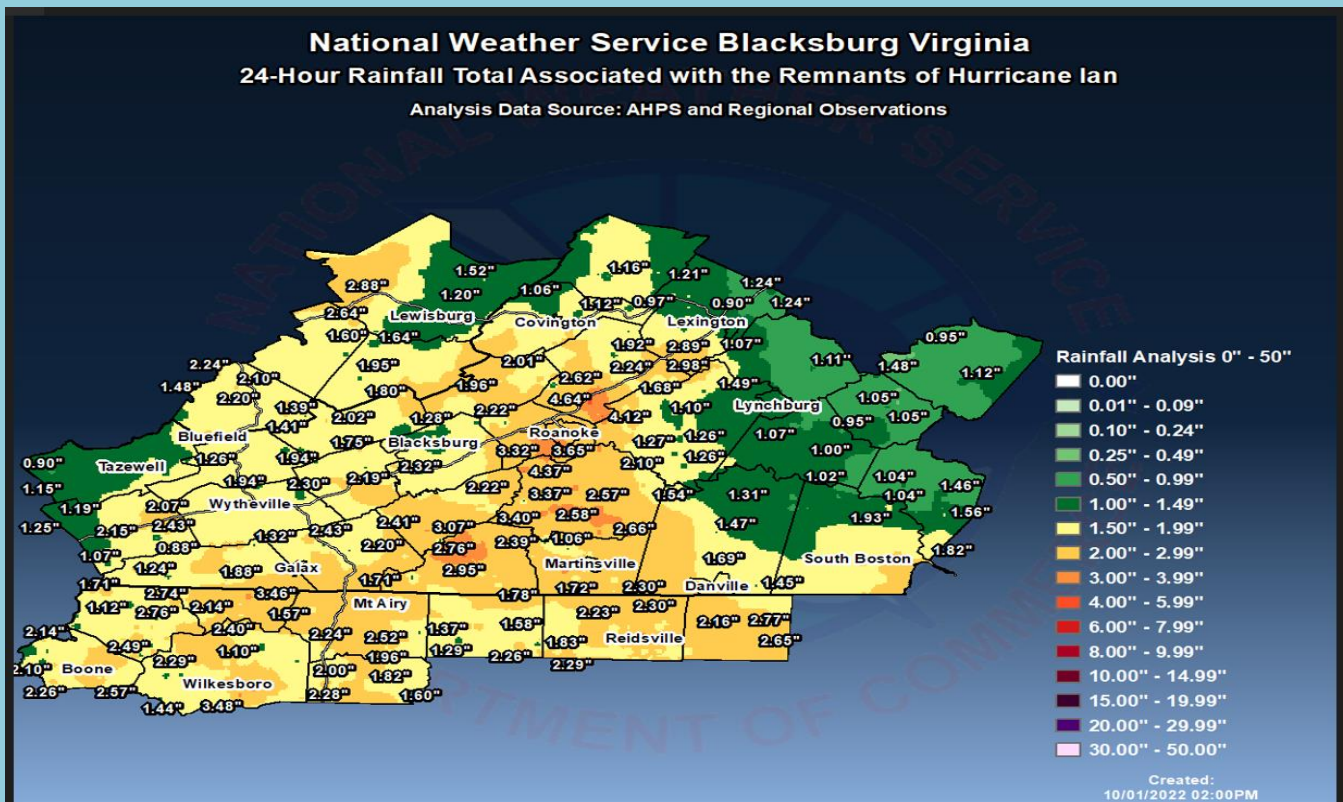 National Weather Service Blacksburg Virginia
24-Hour Rainfall Total Associated with the Remnants of Hurricane Ian
Analysis Data Source: AHPS and Regional Observations
NATIONAL WEATHER SERVICE
1.16"
1.52" 1.21"
2.88" 1.20" 1.06" 1.24"
1.12" 0.97" 0.90" 1.24"
2.64" Lewisburg Covington Lexington
1.60" 1.64" 1.92" 2.89" 1.07" 0.95"
2.24" 1.95" 2.01" 2.24" 2.98" 1.11" 1.48" 1.12"
1.48" 2.10" 1.80" 1.96" 2.62" 1.68" 1.49"
2.20" 1.39" 4.64" 1.10" Lynchburg 1.05"
1.41" 2.02" 1.28" 2.22" 4.12" 0.95" 1.05"
Bluefield 1.75" Blacksburg Roanoke 1.27" 1.26" 1.07"
1.26" 1.94" 3.32" 3.65" 1.26" 1.00"
0.90" Tazewell 2.32" 4.37" 2.10"
1.15" 1.94" 2.30" 2.19" 2.22" 3.37" 2.57" 1.54" 1.31" 1.02" 1.04" 1.46"
1.19" 2.07" Wytheville 1.04"
1.25" 2.15" 2.43" 1.32" 2.43" 2.41" 3.07" 3.40" 2.58" 2.66" 1.47" 1.93" 1.56"
1.07" 0.88" 2.20" 2.76" 2.39" 1.06" 1.82"
1.24" 1.88" Galax 2.95" Martinsville 1.69" South Boston
1.71" 1.71" 1.72" 2.30" Danville 1.45"
2.74" 3.46" Mt Airy 1.78"
1.12" 2.76" 2.14" 1.57" 2.23" 2.30"
2.14" 2.40" 2.24" 2.52" 1.37" 1.58" 2.16" 2.77"
2.49" 1.10" 1.96" 1.29" Reidsville 2.65"
2.10" Boone 2.29" 2.00" 1.82" 2.26" 2.29"
2.26" 2.57" Wilkesboro 2.28" 1.60"
1.44" 3.48"
DEPARTMENT OF COMMERCE
Rainfall Analysis 0" - 50"
0.00"
0.01" - 0.09"
0.10" - 0.24"
0.25" - 0.49"
0.50" - 0.99"
1.00" - 1.49"
1.50" - 1.99"
2.00" - 2.99"
3.00" - 3.99"
4.00" - 5.99"
6.00" - 7.99"
8.00" - 9.99"
10.00" - 14.99"
15.00" - 19.99"
20.00" - 29.99"
30.00" - 50.00"
Created:
10/01/2022 02:00PM